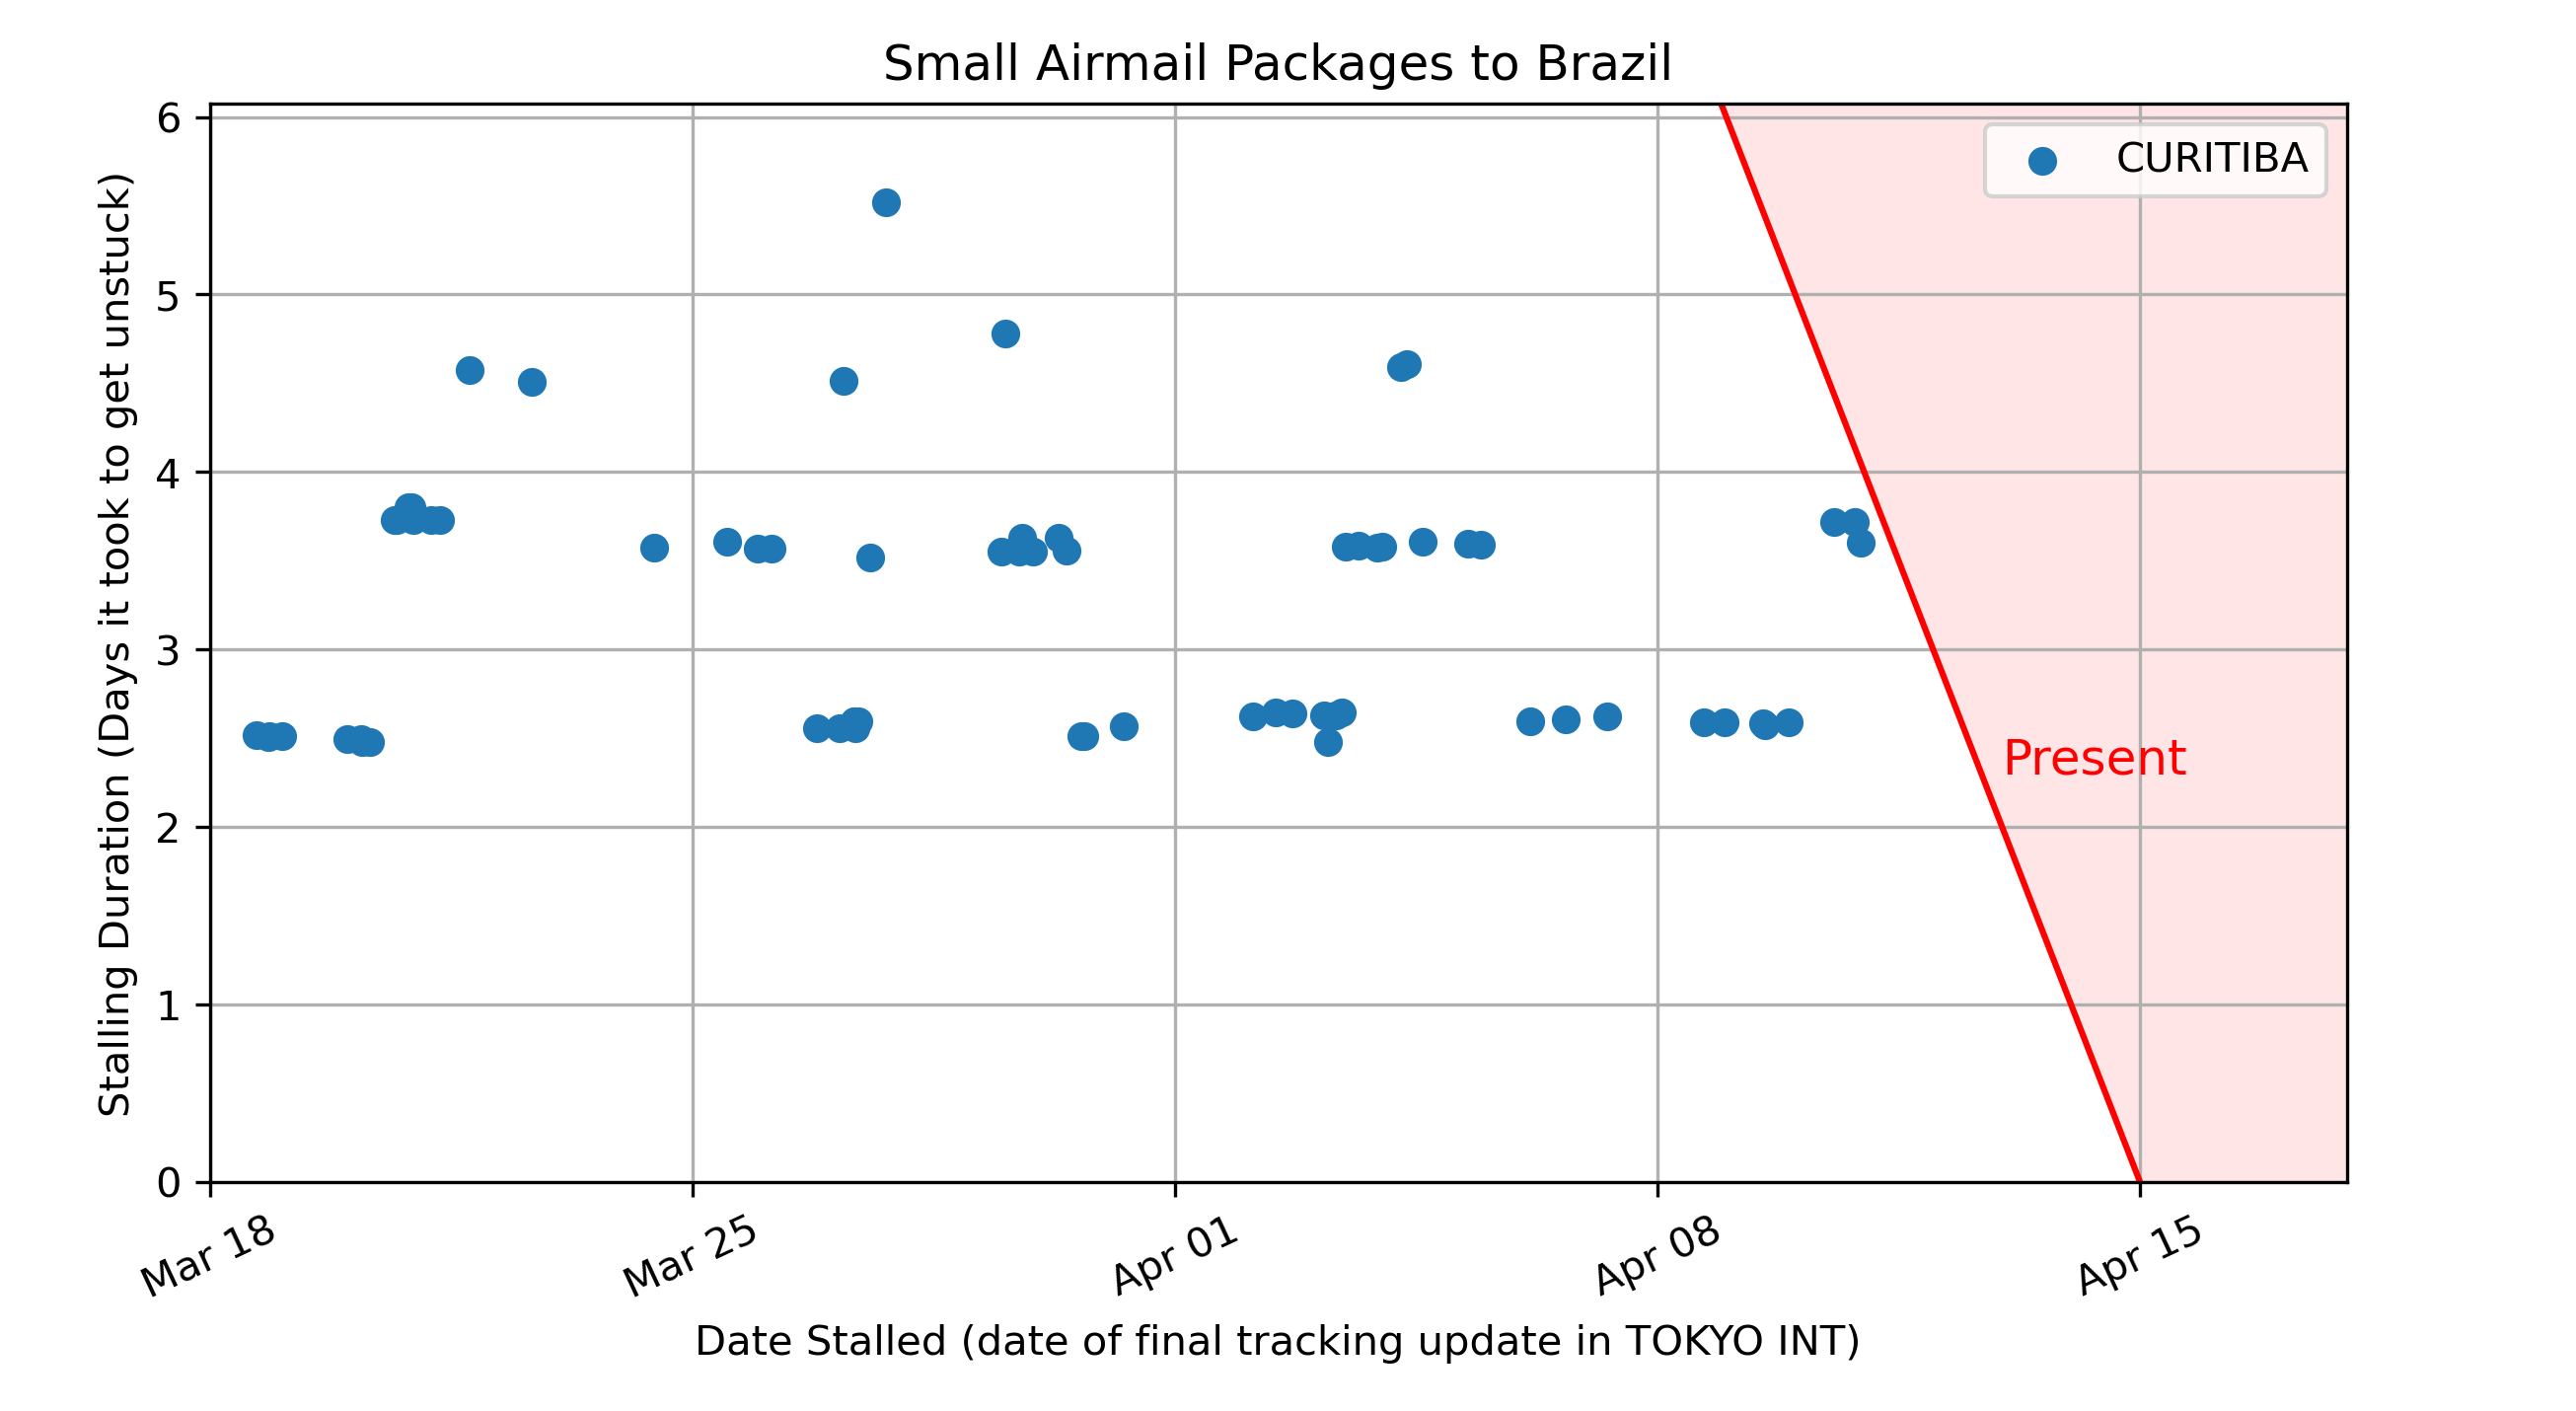 Small Airmail Packages to Brazil
Stalling Duration (Days it took to get unstuck)
6
5
4
3
2
1
0
CURITIBA
Present
Mar 18
Mar 25
Apr 01
Apr 08
Apr 15
Date Stalled (date of final tracking update in TOKYO INT)